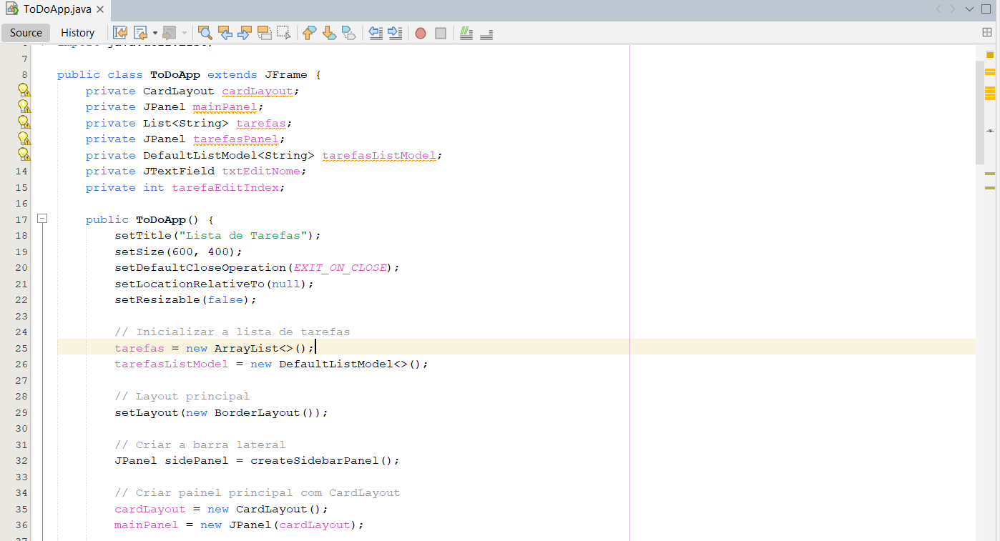 ToDoApp.java
Source History
7
8 public class ToDoApp extends JFrame {
private CardLayout cardLayout;
private JPanel mainPanel;
private List<String> tarefas;
private JPanel tarefasPanel;
private DefaultListModel<String> tarefasListModel;
14 private JTextField txtEditNome;
15 private int tarefaEditIndex;
16
17 public ToDoApp() {
18 setTitle("Lista de Tarefas");
19 setSize(600, 400);
20 setDefaultCloseOperation(EXIT_ON_CLOSE);
21 setLocationRelativeTo(null);
22 setResizable(false);
23
24 // Inicializar a lista de tarefas
25 tarefas = new ArrayList<>();
26 tarefasListModel = new DefaultListModel<>();
27
28 // Layout principal
29 setLayout(new BorderLayout());
30
31 // Criar a barra lateral
32 JPanel sidePanel = createSidebarPanel();
33
34 // Criar painel principal com CardLayout
35 cardLayout = new CardLayout();
36 mainPanel = new JPanel(cardLayout);